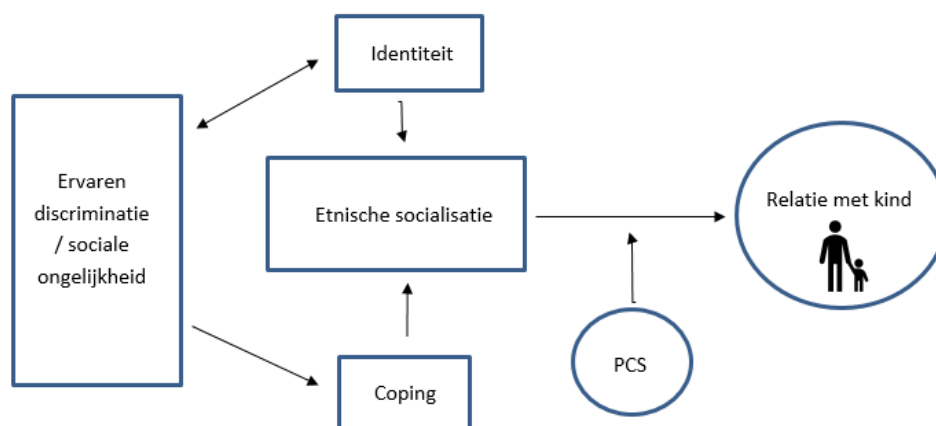 Identiteit
Ervaren
discriminatie
/ sociale
ongelijkheid
Etnische socialisatie
Relatie met kind
PCS
Coping